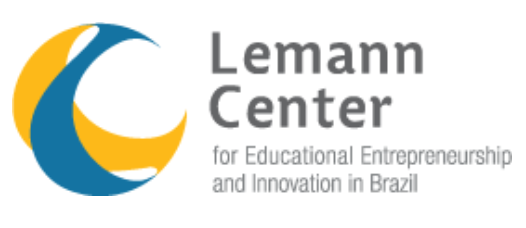 Lemann
Center
for Educational Entrepreneurship
and Innovation in Brazil